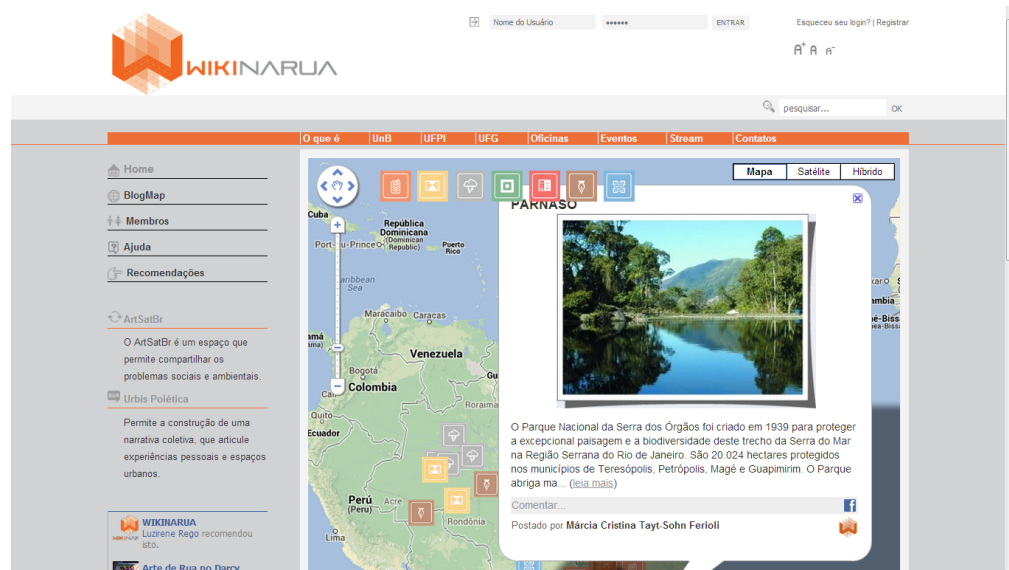 Nome do Usuário
••••••
ENTRAR
Esqueceu seu login? | Registrar
A+ A A-
WIKINARUA
pesquisar...
OK
O que é
UnB
UFPI
UFG
Oficinas
Eventos
Stream
Contatos
Home
BlogMap
Membros
Ajuda
Recomendações
ArtSatBr
O ArtSatBr é um espaço que
permite compartilhar os
problemas sociais e ambientais.
Urbis Poiética
Permite a construção de uma
narrativa coletiva, que articule
experiências pessoais e espaços
urbanos.
WIKINARUA
Luzirene Rego recomendou
isto.
Arte de Rua no Darcy
Mapa
Satélite
Híbrido
Cuba
República
Dominicana
(Dominican
Republic)
Port-au-Prince
Puerto
Rico
Caribbean
Sea
Maracaibo
Caracas
Venezuela
Bogotá
Colombia
Cali
Gu
Roraima
Quito
Ecuador
Perú
(Peru)
Acre
Rondônia
Lima
PARNASO
O Parque Nacional da Serra dos Órgãos foi criado em 1939 para proteger
a excepcional paisagem e a biodiversidade deste trecho da Serra do Mar
na Região Serrana do Rio de Janeiro. São 20.024 hectares protegidos
nos municípios de Teresópolis, Petrópolis, Magé e Guapimirim. O Parque
abriga ma... (leia mais)
Comentar...
Postado por Márcia Cristina Tayt-Sohn Ferioli